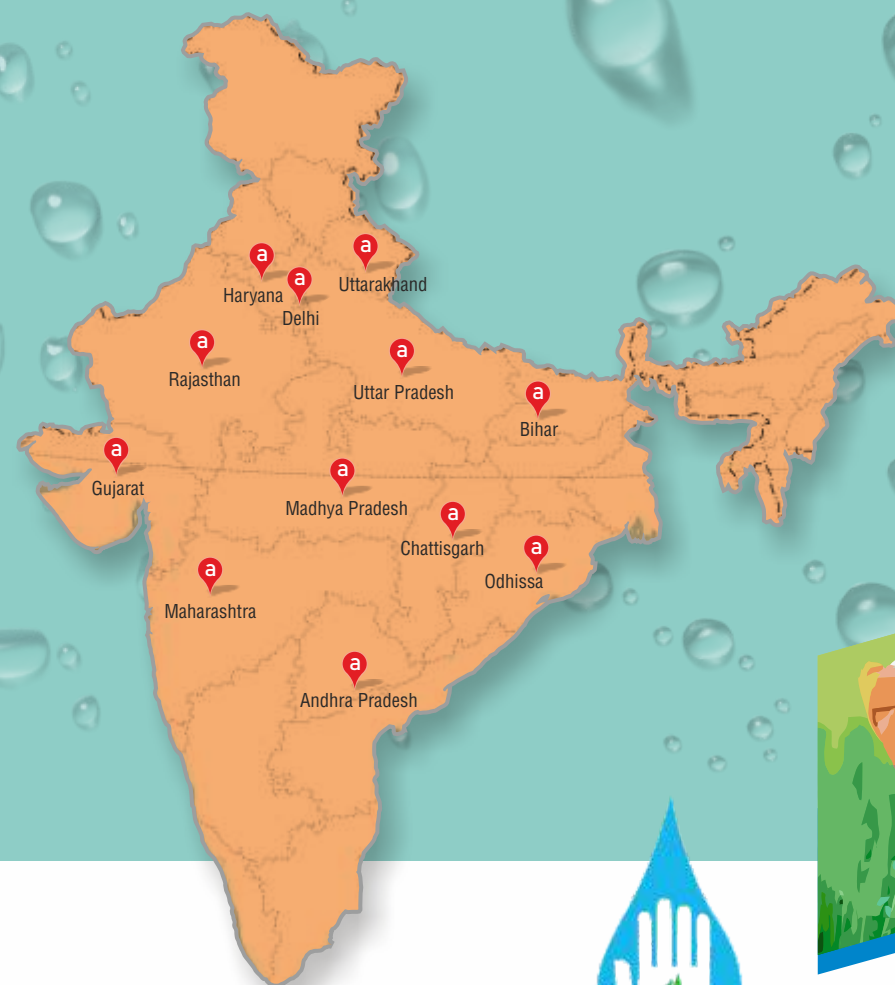 a
Uttarakhand
a
Haryana
a
Delhi
a
Rajasthan
a
Uttar Pradesh
a
Bihar
a
Gujarat
a
Madhya Pradesh
a
Chattisgarh
a
Odhissa
a
Maharashtra
a
Andhra Pradesh